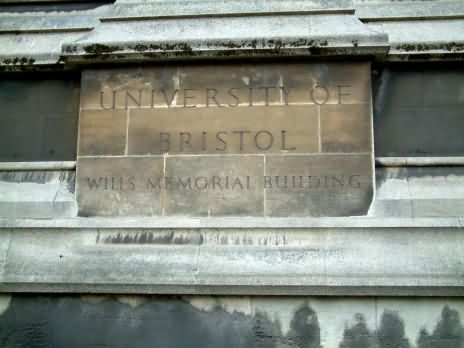 UNIVERSITY OF
BRISTOL
WILLS MEMORIAL BUILDING